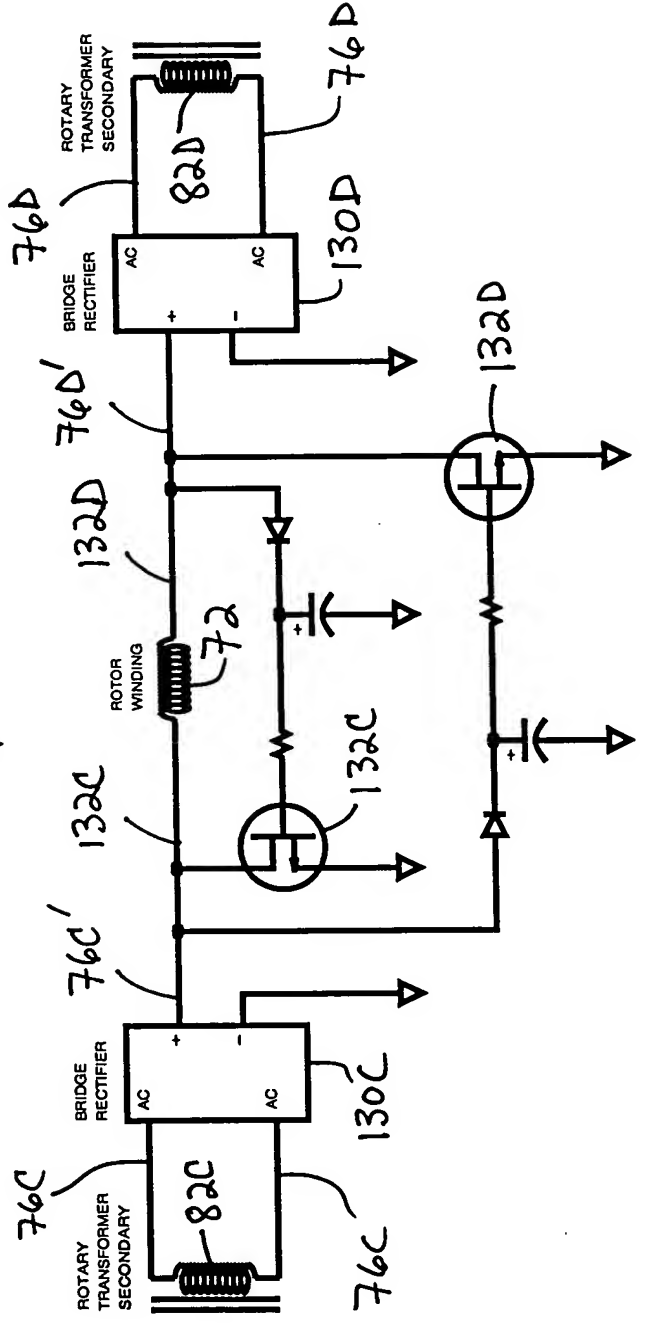 76C
ROTARY
TRANSFORMER
SECONDARY
82C
76C
BRIDGE
RECTIFIER
AC
AC
+
-
130C
76C'
132C
ROTOR
WINDING
72
132C
+
132D
76D'
BRIDGE
RECTIFIER
+
-
AC
AC
130D
76D
ROTARY
TRANSFORMER
SECONDARY
82D
76D
132D
+